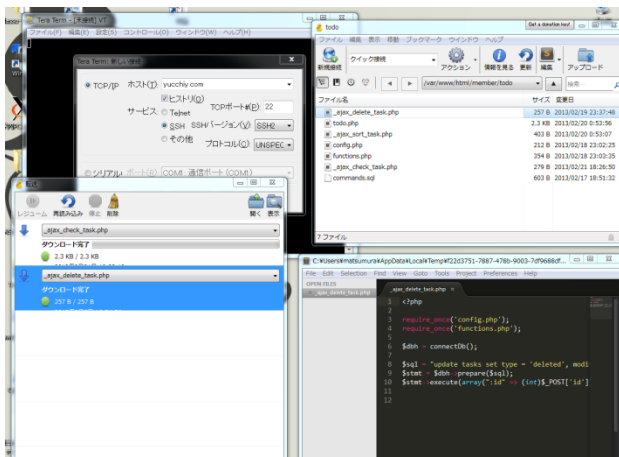 Tera Term - [未接続] VT
ファイル(F) 編集(E) 設定(S) コントロール(O) ウィンドウ(W) ヘルプ(H)
Tera Term: 新しい接続
TCP/IP
ホスト(T): yucchiy.com
ヒストリ(O)
サービス: Telnet
TCPポート#(P): 22
SSH
SSHバージョン(V): SSH2
その他
プロトコル(C): UNSPEC
シリアル
ポート(R): COM1: 通信ポート (COM1)
転送
レジューム 再読み込み 停止 削除
開く 表示
_ajax_check_task.php
ダウンロード完了
2.3 KB / 2.3 KB
_ajax_delete_task.php
ダウンロード完了
257 B / 257 B
todo
Get a donation key!
ファイル 編集 表示 移動 ブックマーク ウインドウ ヘルプ
新規接続
クイック接続
アクション
情報を見る
更新
編集
アップロード
/var/www/html/member/todo
検索
ファイル名 サイズ 変更日
_ajax_delete_task.php 257 B 2013/02/19 23:37:48
todo.php 2.3 KB 2013/02/20 0:53:56
_ajax_sort_task.php 403 B 2013/02/20 0:53:07
config.php 212 B 2013/02/18 23:02:25
functions.php 354 B 2013/02/18 23:03:35
_ajax_check_task.php 279 B 2013/02/21 18:26:50
commands.sql 603 B 2013/02/17 18:51:32
7 ファイル
C:¥Users¥matsumura¥AppData¥Local¥Temp¥f22d3751-7887-478b-9003-7df9688df...
File Edit Selection Find View Goto Tools Project Preferences Help
OPEN FILES
_ajax_delete_task.php
_ajax_delete_task.php
1 <?php
2
3 require_once('config.php');
4 require_once('functions.php');
5
6 $dbh = connectDb();
7
8 $sql = "update tasks set type = 'deleted', modi
9 $stmt = $dbh->prepare($sql);
10 $stmt->execute(array(":id" => (int)$_POST['id']
11
12